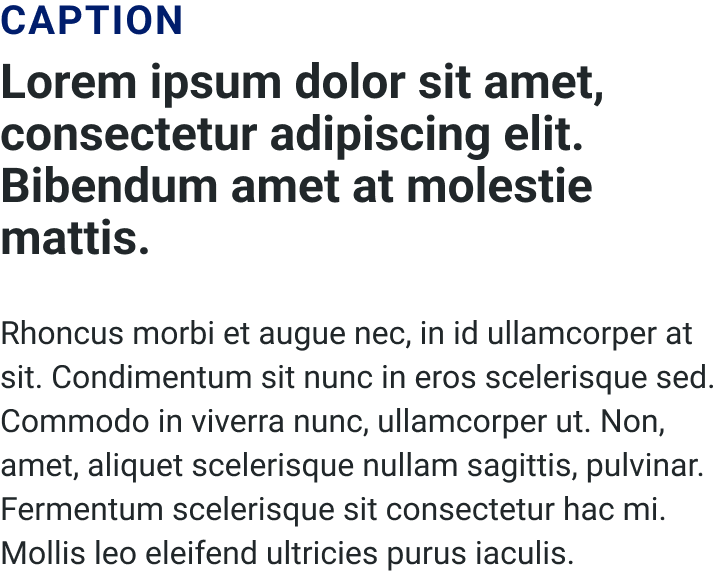 CAPTION
Lorem ipsum dolor sit amet,
consectetur adipiscing elit.
Bibendum amet at molestie
mattis.
Rhoncus morbi et augue nec, in id ullamcorper at
sit. Condimentum sit nunc in eros scelerisque sed.
Commodo in viverra nunc, ullamcorper ut. Non,
amet, aliquet scelerisque nullam sagittis, pulvinar.
Fermentum scelerisque sit consectetur hac mi.
Mollis leo eleifend ultricies purus iaculis.